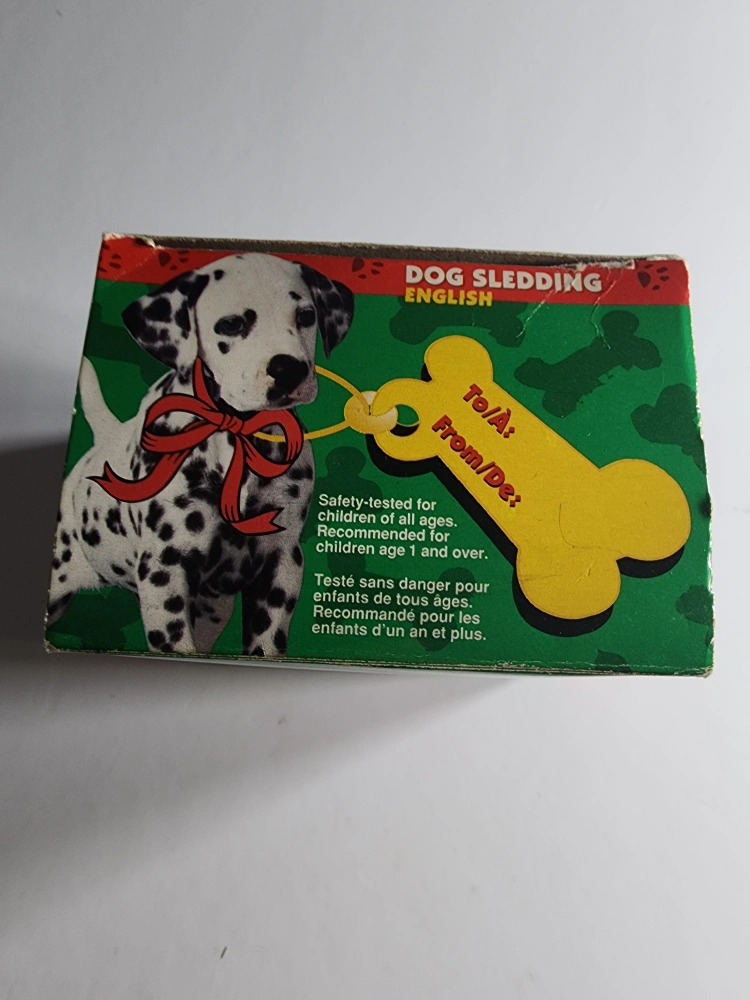 DOG SLEDDING
ENGLISH
To/À:
From/De:
Safety-tested for
children of all ages.
Recommended for
children age 1 and over.
Testé sans danger pour
enfants de tous âges.
Recommandé pour les
enfants d'un an et plus.